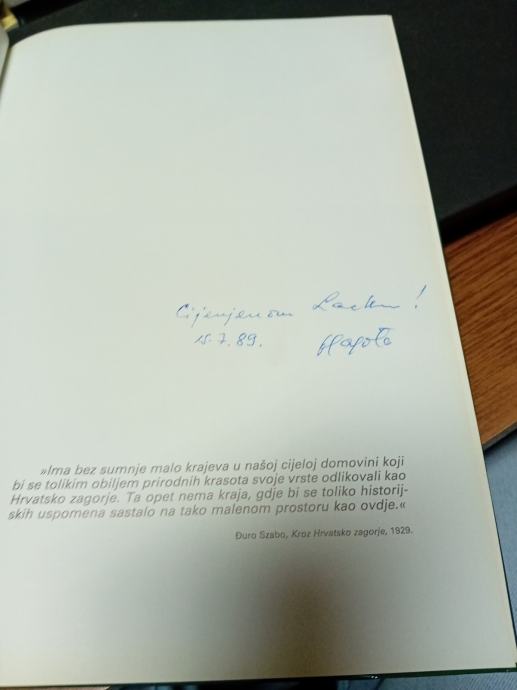 Cijenjenom !
15.7.89.
»Ima bez sumnje malo krajeva u našoj cijeloj domovini koji
bi se tolikim obiljem prirodnih krasota svoje vrste odlikovali kao
Hrvatsko zagorje. Ta opet nema kraja, gdje bi se toliko historij-
skih uspomena sastalo na tako malenom prostoru kao ovdje.«
Đuro Szabo, Kroz Hrvatsko zagorje, 1929.